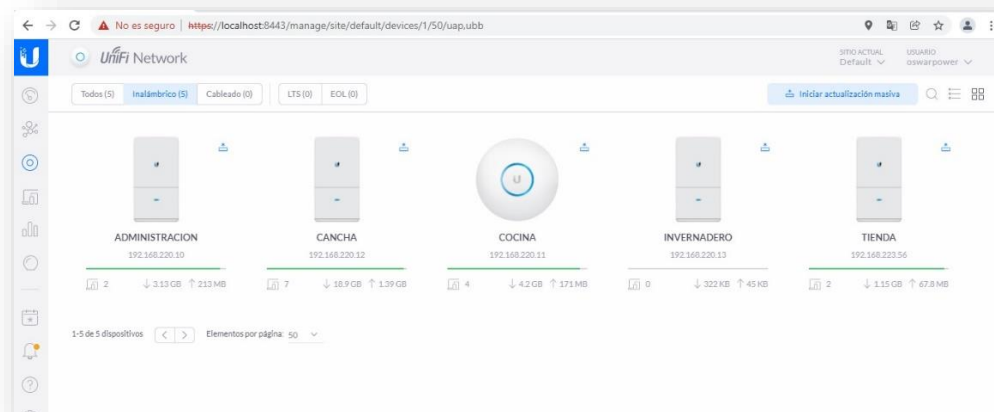 No es seguro | https://localhost:8443/manage/site/default/devices/1/50/uap,ubb
UniFi Network
SITIO ACTUAL
Default
USUARIO
oswarpower
Todos (5) Inalámbrico (5) Cableado (0) LTS (0) EOL (0)
Iniciar actualización masiva
ADMINISTRACION CANCHA COCINA INVERNADERO TIENDA
192.168.220.10 192.168.220.12 192.168.220.11 192.168.220.13 192.168.223.56
2 ↓ 3.13 GB ↑ 213 MB 7 ↓ 18.9 GB ↑ 1.39 GB 4 ↓ 4.2 GB ↑ 171 MB 0 ↓ 322 KB ↑ 45 KB 2 ↓ 1.15 GB ↑ 67.8 MB
1-5 de 5 dispositivos < > Elementos por página: 50